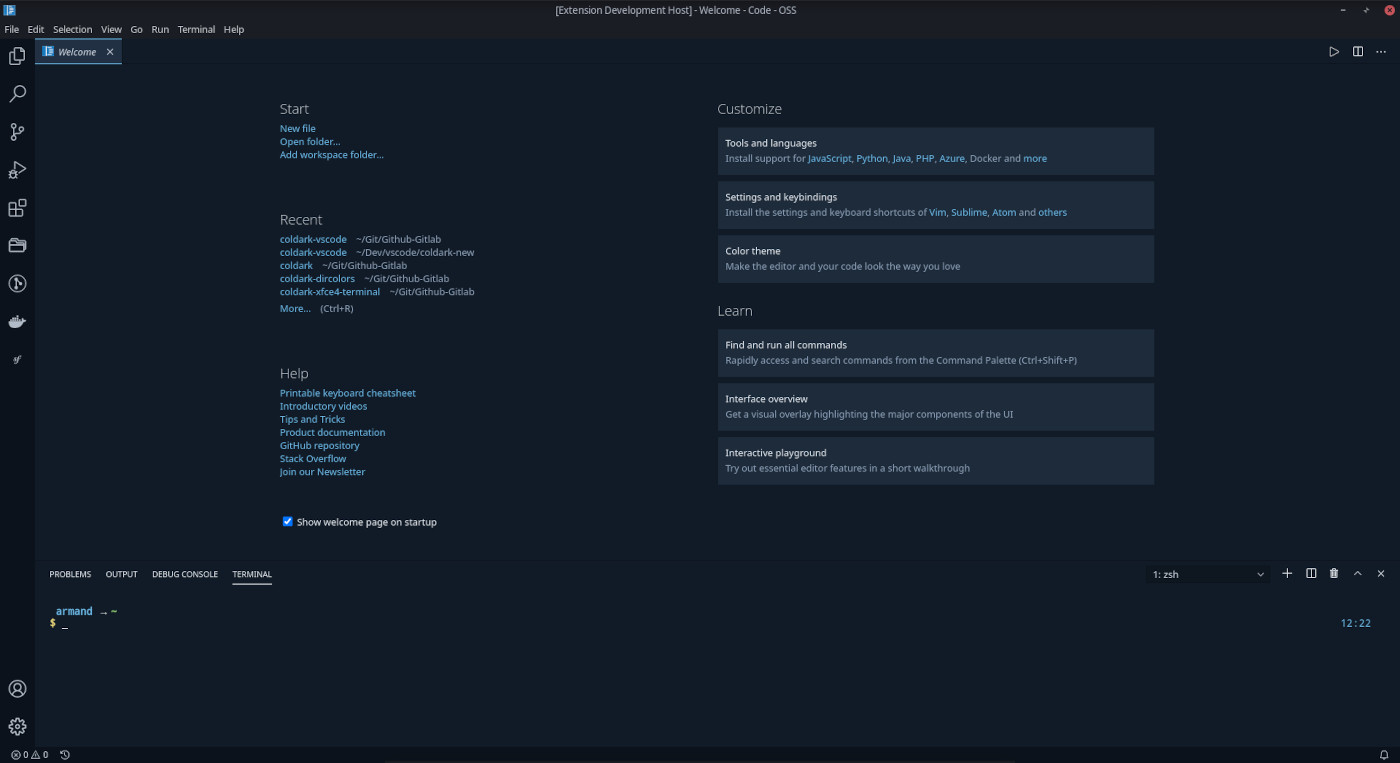 [Extension Development Host] - Welcome - Code - OSS
File Edit Selection View Go Run Terminal Help
Welcome
Start
New file
Open folder...
Add workspace folder...
Recent
coldark-vscode ~/Git/Github-Gitlab
coldark-vscode ~/Dev/vscode/coldark-new
coldark ~/Git/Github-Gitlab
coldark-dircolors ~/Git/Github-Gitlab
coldark-xfce4-terminal ~/Git/Github-Gitlab
More... (Ctrl+R)
Help
Printable keyboard cheatsheet
Introductory videos
Tips and Tricks
Product documentation
GitHub repository
Stack Overflow
Join our Newsletter
Show welcome page on startup
Customize
Tools and languages
Install support for JavaScript, Python, Java, PHP, Azure, Docker and more
Settings and keybindings
Install the settings and keyboard shortcuts of Vim, Sublime, Atom and others
Color theme
Make the editor and your code look the way you love
Learn
Find and run all commands
Rapidly access and search commands from the Command Palette (Ctrl+Shift+P)
Interface overview
Get a visual overlay highlighting the major components of the UI
Interactive playground
Try out essential editor features in a short walkthrough
PROBLEMS OUTPUT DEBUG CONSOLE TERMINAL 1: zsh
armand → ~
$ _ 12:22
0 0